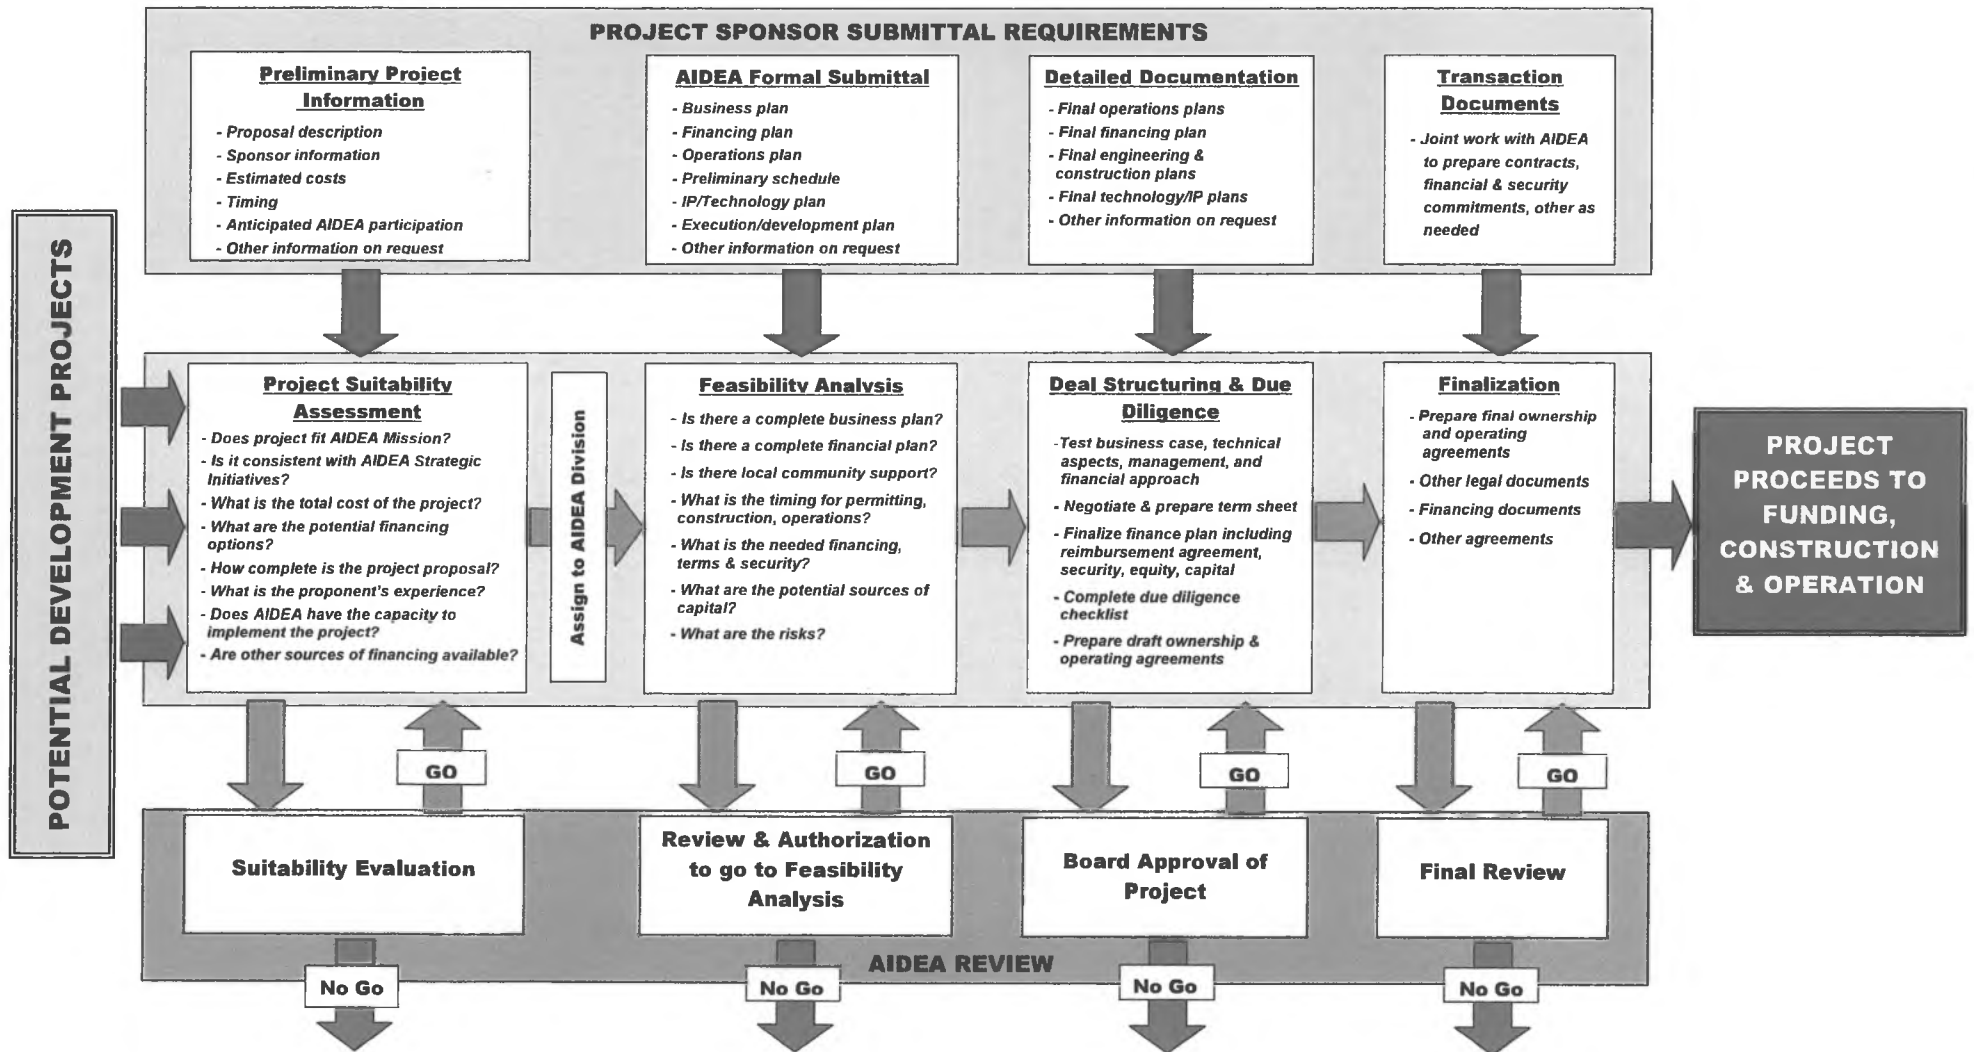 PROJECT SPONSOR SUBMITTAL REQUIREMENTS
Preliminary Project
Information
- Proposal description
- Sponsor information
- Estimated costs
- Timing
- Anticipated AIDEA participation
- Other information on request
AIDEA Formal Submittal
- Business plan
- Financing plan
- Operations plan
- Preliminary schedule
- IP/Technology plan
- Execution/development plan
- Other information on request
Detailed Documentation
- Final operations plans
- Final financing plan
- Final engineering &
construction plans
- Final technology/IP plans
- Other information on request
Transaction
Documents
- Joint work with AIDEA
to prepare contracts,
financial & security
commitments, other as
needed
POTENTIAL DEVELOPMENT PROJECTS
Project Suitability
Assessment
- Does project fit AIDEA Mission?
- Is it consistent with AIDEA Strategic
Initiatives?
- What is the total cost of the project?
- What are the potential financing
options?
- How complete is the project proposal?
- What is the proponent's experience?
- Does AIDEA have the capacity to
implement the project?
- Are other sources of financing available?
Assign to AIDEA Division
Feasibility Analysis
- Is there a complete business plan?
- Is there a complete financial plan?
- Is there local community support?
- What is the timing for permitting,
construction, operations?
- What is the needed financing,
terms & security?
- What are the potential sources of
capital?
- What are the risks?
Deal Structuring & Due
Diligence
-Test business case, technical
aspects, management, and
financial approach
- Negotiate & prepare term sheet
- Finalize finance plan including
reimbursement agreement,
security, equity, capital
- Complete due diligence
checklist
- Prepare draft ownership &
operating agreements
Finalization
- Prepare final ownership
and operating
agreements
- Other legal documents
- Financing documents
- Other agreements
PROJECT
PROCEEDS TO
FUNDING,
CONSTRUCTION
& OPERATION
GO
GO
GO
GO
Suitability Evaluation
Review & Authorization
to go to Feasibility
Analysis
Board Approval of
Project
Final Review
AIDEA REVIEW
No Go
No Go
No Go
No Go